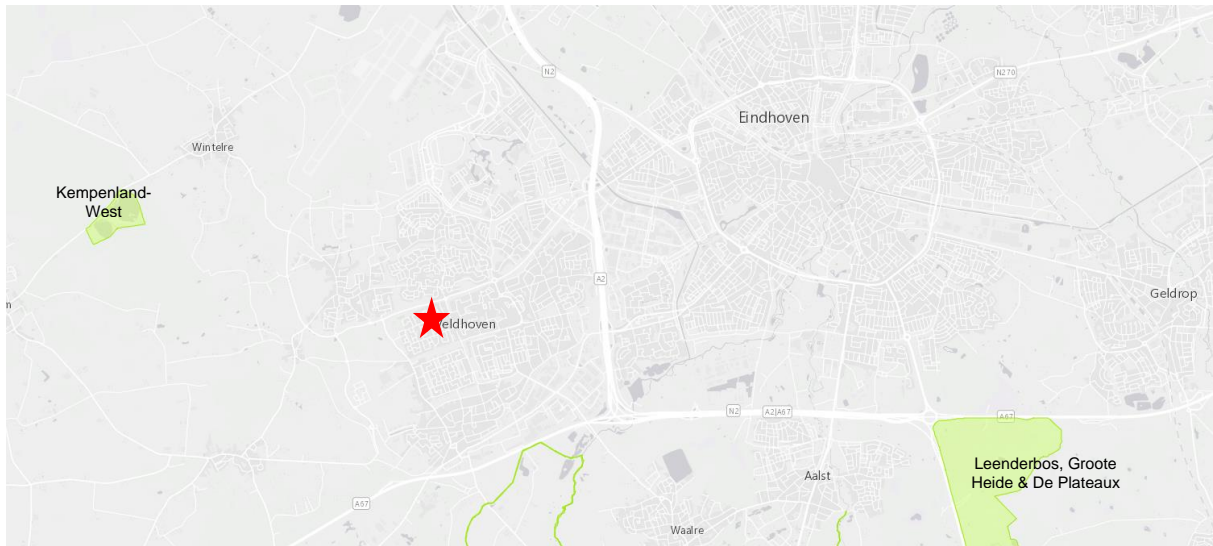 N2
N270
Eindhoven
Wintelre
Kempenland-
West
A2
Geldrop
m
eldhoven
N2
A2|A67
A67
Leenderbos, Groote
Heide & De Plateaux
Aalst
A67
Waalre